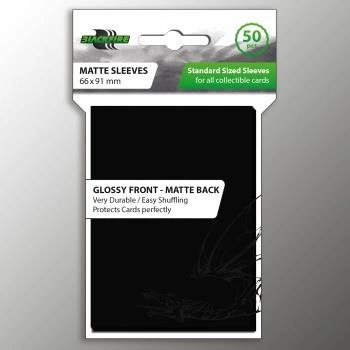 BLACKFIRE
50
pcs
MATTE SLEEVES
66 x 91 mm
Standard Sized Sleeves
for all collectible cards
GLOSSY FRONT - MATTE BACK
Very Durable / Easy Shuffling
Protects Cards perfectly